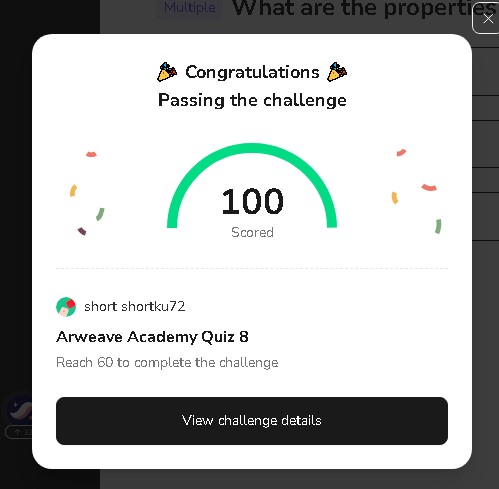 Multiple What are the properties
Congratulations
Passing the challenge
100
Scored
short shortku72
Arweave Academy Quiz 8
Reach 60 to complete the challenge
View challenge details